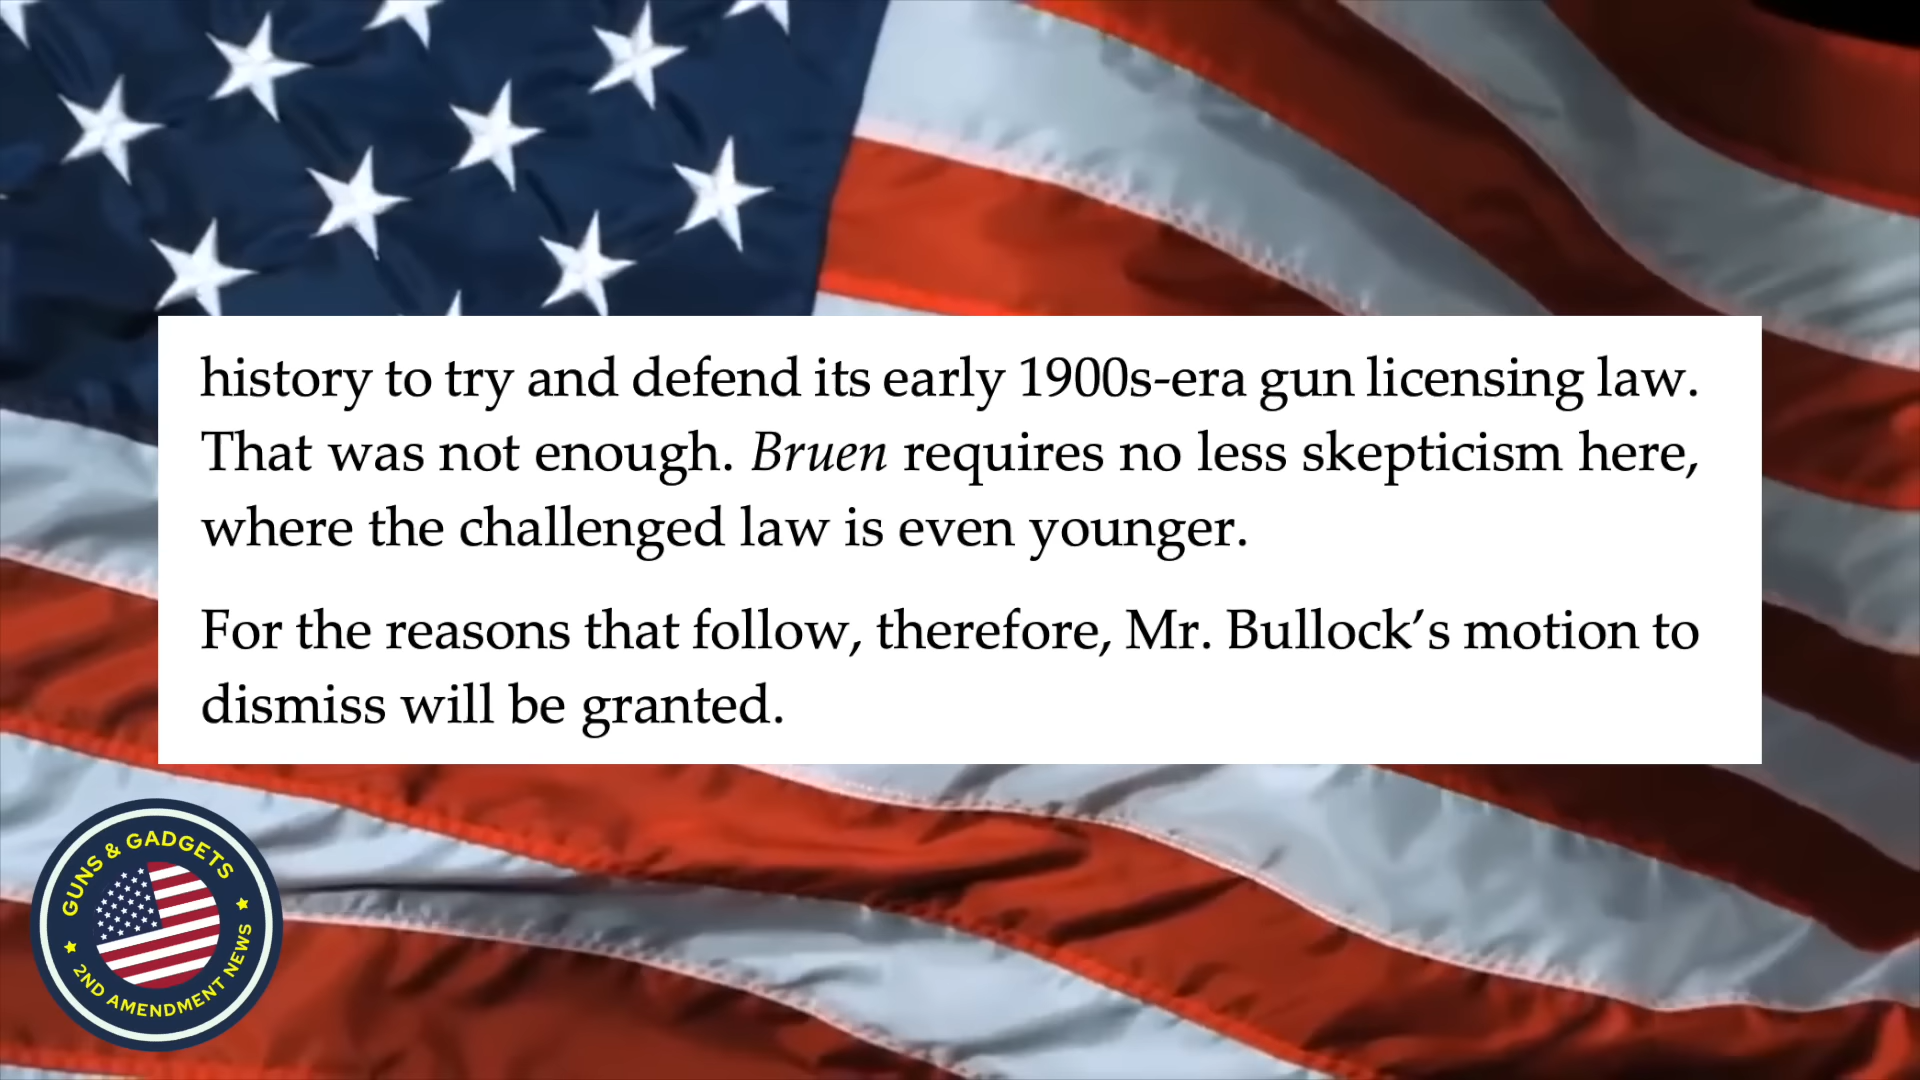 history to try and defend its early 1900s-era gun licensing law.
That was not enough. Bruen requires no less skepticism here,
where the challenged law is even younger.
For the reasons that follow, therefore, Mr. Bullock’s motion to
dismiss will be granted.
GUNS & GADGETS
2ND AMENDMENT NEWS